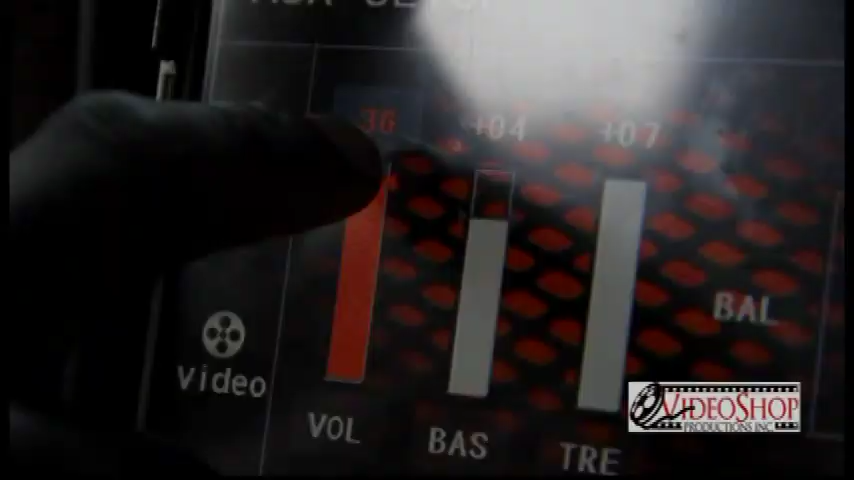 36
+04
+07
BAL
Video
VOL
BAS
TRE
VIDEOSHOP
PRODUCTIONS INC.